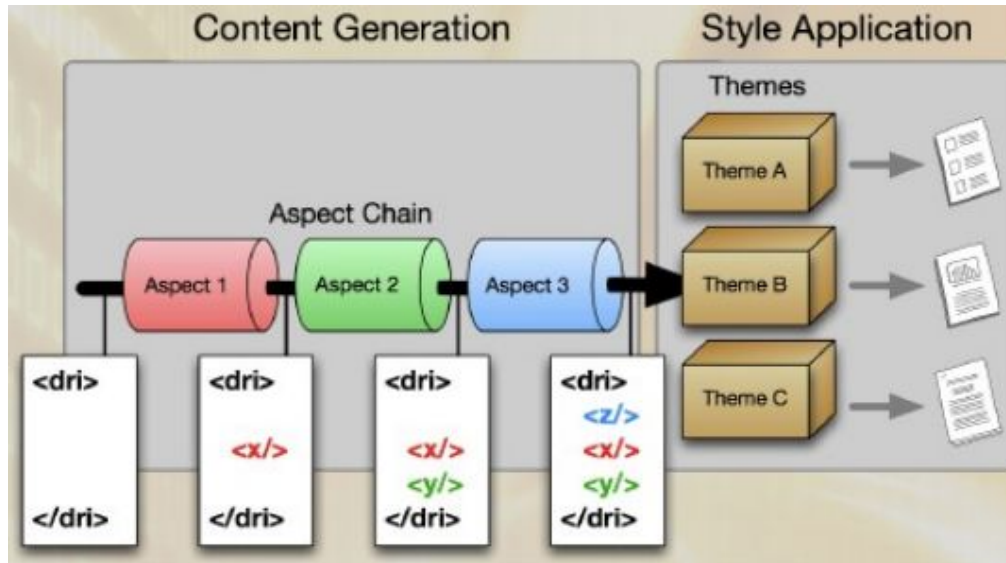 Content Generation
Style Application
Themes
Theme A
Aspect Chain
Aspect 1
Aspect 2
Aspect 3
Theme B
Theme C
<dri>
</dri>
<dri>
<x/>
</dri>
<dri>
<x/>
<y/>
</dri>
<dri>
<z/>
<x/>
<y/>
</dri>